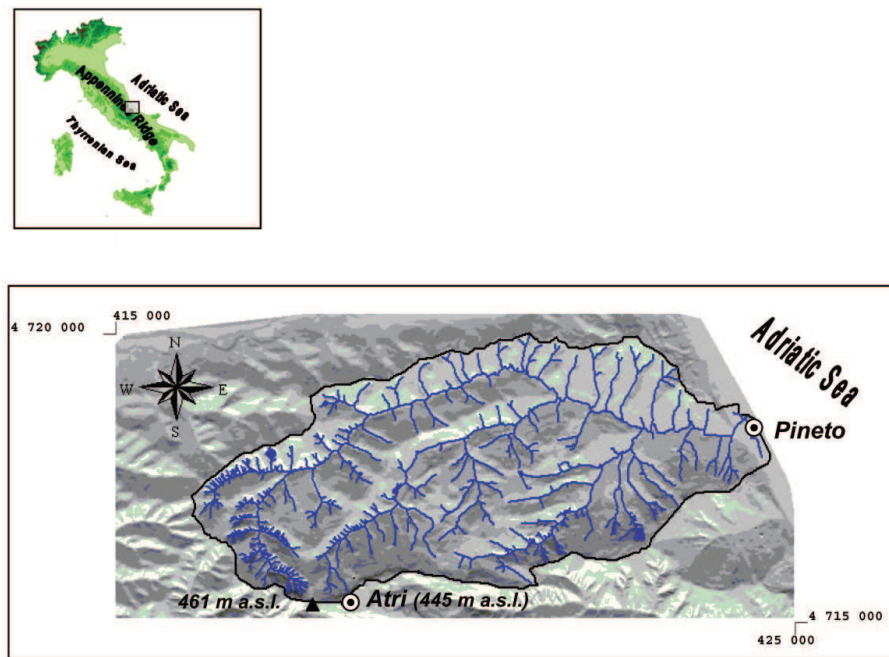 Adriatic Sea
Appennine Ridge
Thyrrenian Sea
415 000
4 720 000
N
W E
S
Adriatic Sea
Pineto
461 m a.s.l.
Atri (445 m a.s.l.)
4 715 000
425 000